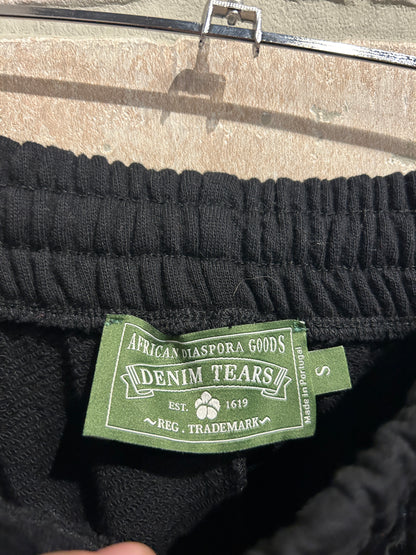 AFRICAN DIASPORA GOODS
DENIM TEARS
EST. 1619
~REG. TRADEMARK~
S
Made in Portugal